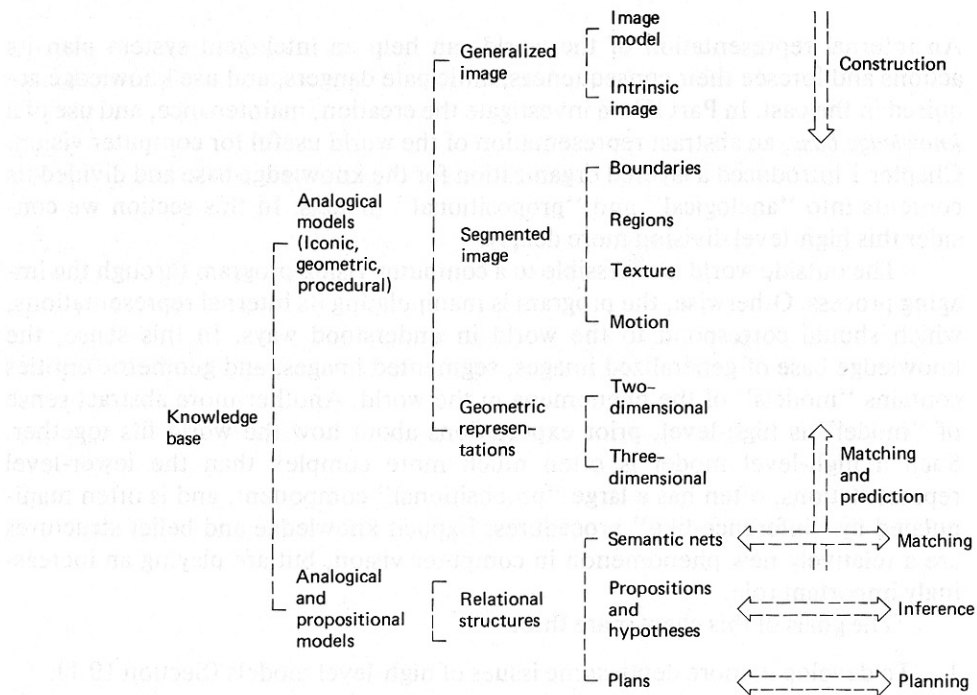 Knowledge
base
Analogical
models
(Iconic,
geometric,
procedural)
Analogical
and
propositional
models
Generalized
image
Segmented
image
Geometric
represen-
tations
Relational
structures
Image
model
Intrinsic
image
Boundaries
Regions
Texture
Motion
Two-
dimensional
Three-
dimensional
Semantic nets
Propositions
and
hypotheses
Plans
Construction
Matching
and
prediction
Matching
Inference
Planning